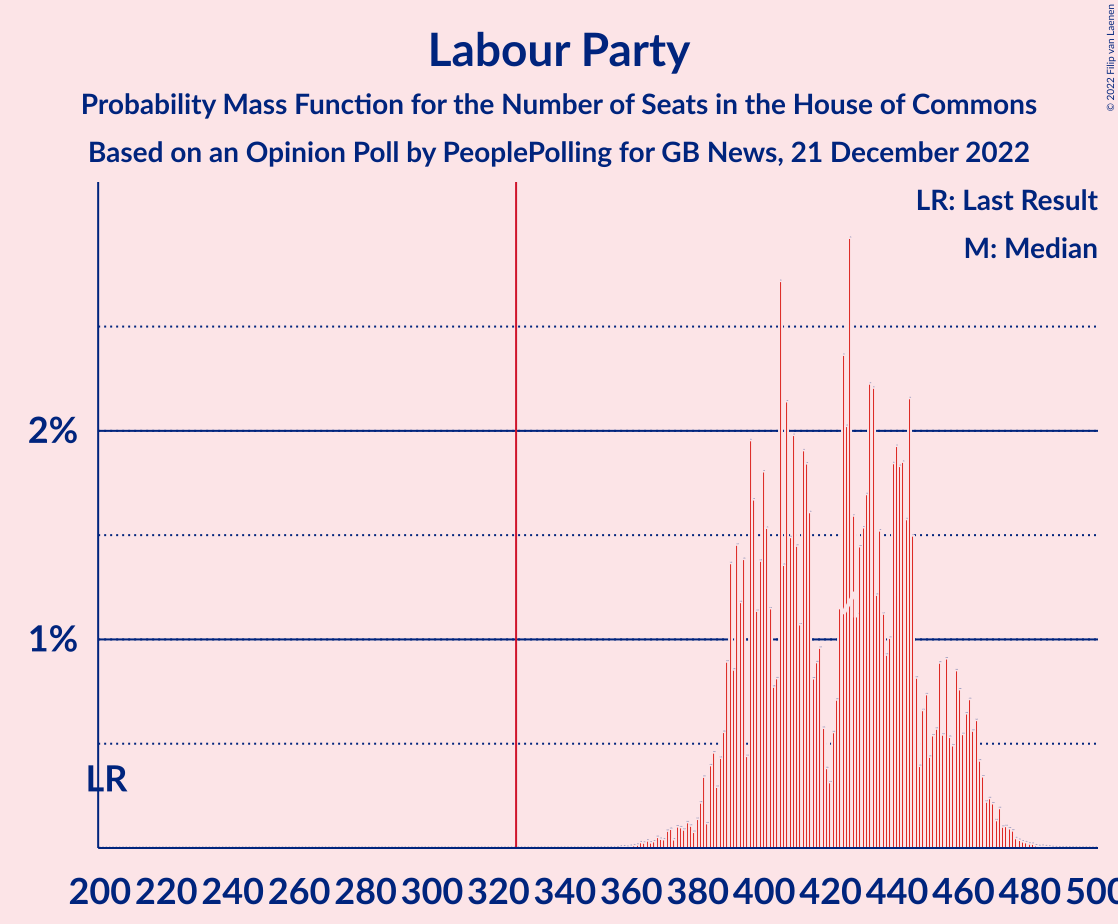 Labour Party
Probability Mass Function for the Number of Seats in the House of Commons
Based on an Opinion Poll by PeoplePolling for GB News, 21 December 2022
© 2022 Filip van Laenen
LR: Last Result
M: Median
2%
1%
LR
200 220 240 260 280 300 320 340 360 380 400 420 440 460 480 500